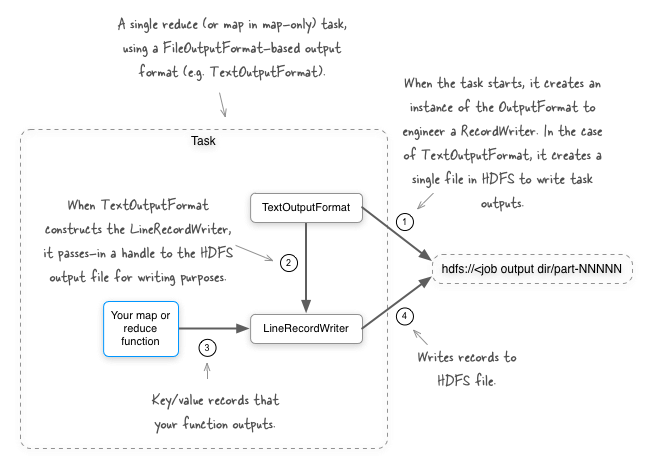 A single reduce (or map in map-only) task,
using a FileOutputFormat-based output
format (e.g. TextOutputFormat).
When the task starts, it creates an
instance of the OutputFormat to
engineer a RecordWriter. In the case
of TextOutputFormat, it creates a
single file in HDFS to write task
outputs.
Task
When TextOutputFormat
constructs the LineRecordWriter,
it passes-in a handle to the HDFS
output file for writing purposes.
TextOutputFormat
1
2
hdfs://<job output dir/part-NNNNN
Your map or
reduce
function
LineRecordWriter
3
4
Writes records to
HDFS file.
Key/value records that
your function outputs.